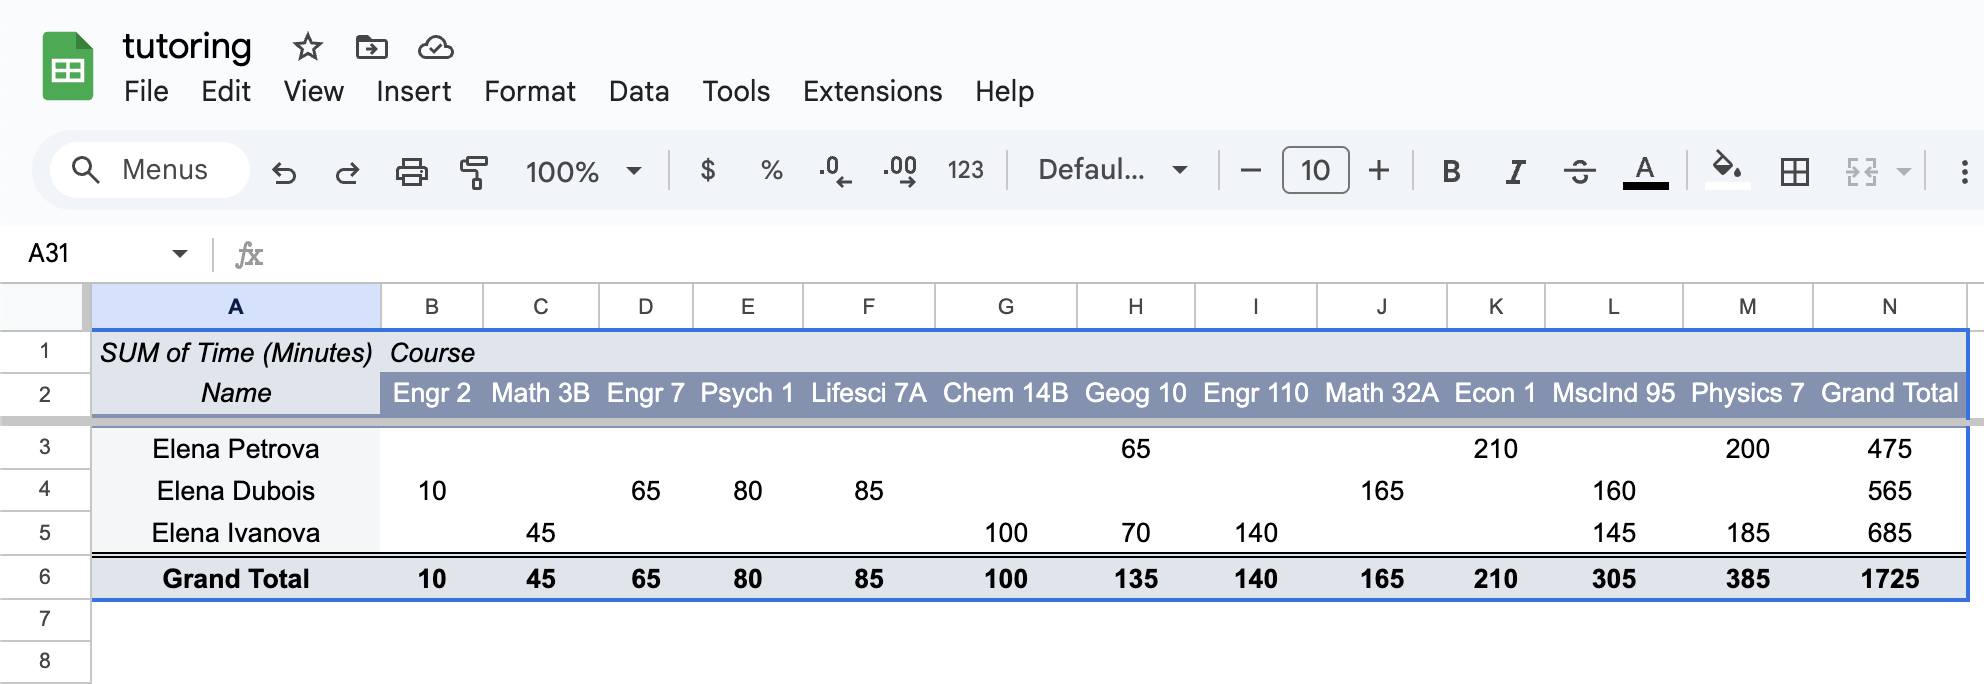 tutoring
File Edit View Insert Format Data Tools Extensions Help
Menus 100% $ % .0 .00 123 Defaul... − 10 + B I S A
A31 fx
A B C D E F G H I J K L M N
1 SUM of Time (Minutes) Course
2 Name Engr 2 Math 3B Engr 7 Psych 1 Lifesci 7A Chem 14B Geog 10 Engr 110 Math 32A Econ 1 MscInd 95 Physics 7 Grand Total
3 Elena Petrova 65 210 200 475
4 Elena Dubois 10 65 80 85 165 160 565
5 Elena Ivanova 45 100 70 140 145 185 685
6 Grand Total 10 45 65 80 85 100 135 140 165 210 305 385 1725
7
8